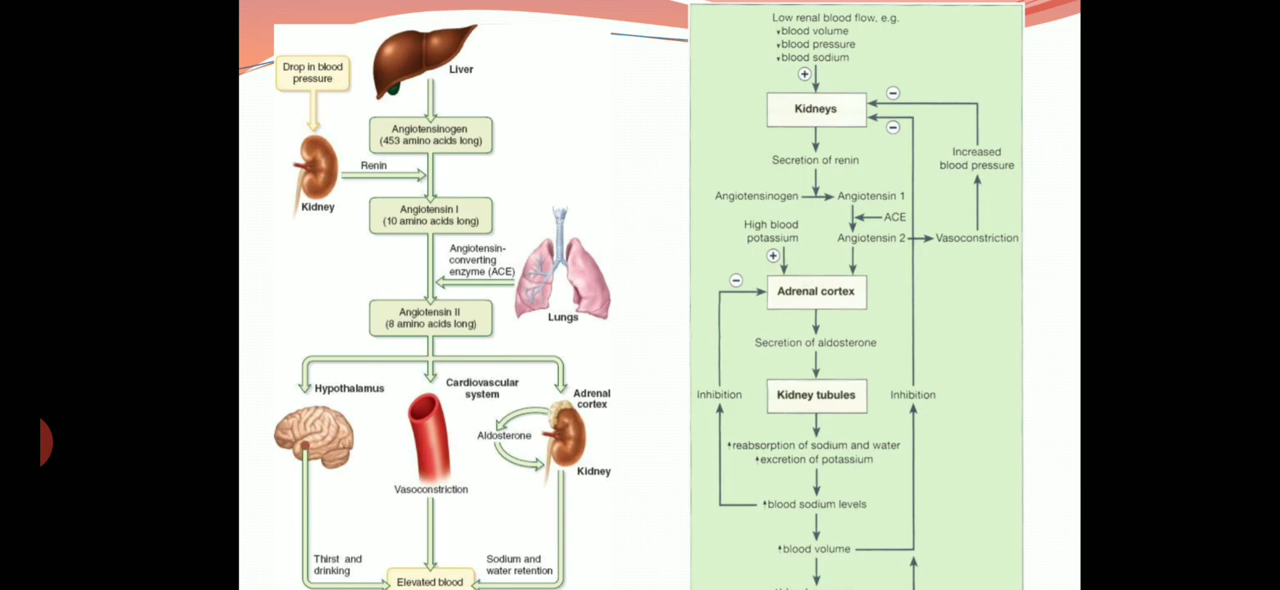 Drop in blood
pressure
Liver
Angiotensinogen
(453 amino acids long)
Renin
Kidney
Angiotensin I
(10 amino acids long)
Angiotensin-
converting
enzyme (ACE)
Lungs
Angiotensin II
(8 amino acids long)
Hypothalamus
Cardiovascular
system
Adrenal
cortex
Aldosterone
Kidney
Vasoconstriction
Thirst and
drinking
Sodium and
water retention
Elevated blood
Low renal blood flow, e.g.
▾blood volume
▾blood pressure
▾blood sodium
+
−
Kidneys
−
Secretion of renin
Increased
blood pressure
Angiotensinogen
Angiotensin 1
ACE
High blood
potassium
Angiotensin 2
Vasoconstriction
+
−
Adrenal cortex
Secretion of aldosterone
Inhibition
Kidney tubules
Inhibition
↑reabsorption of sodium and water
↑excretion of potassium
↑blood sodium levels
↑blood volume